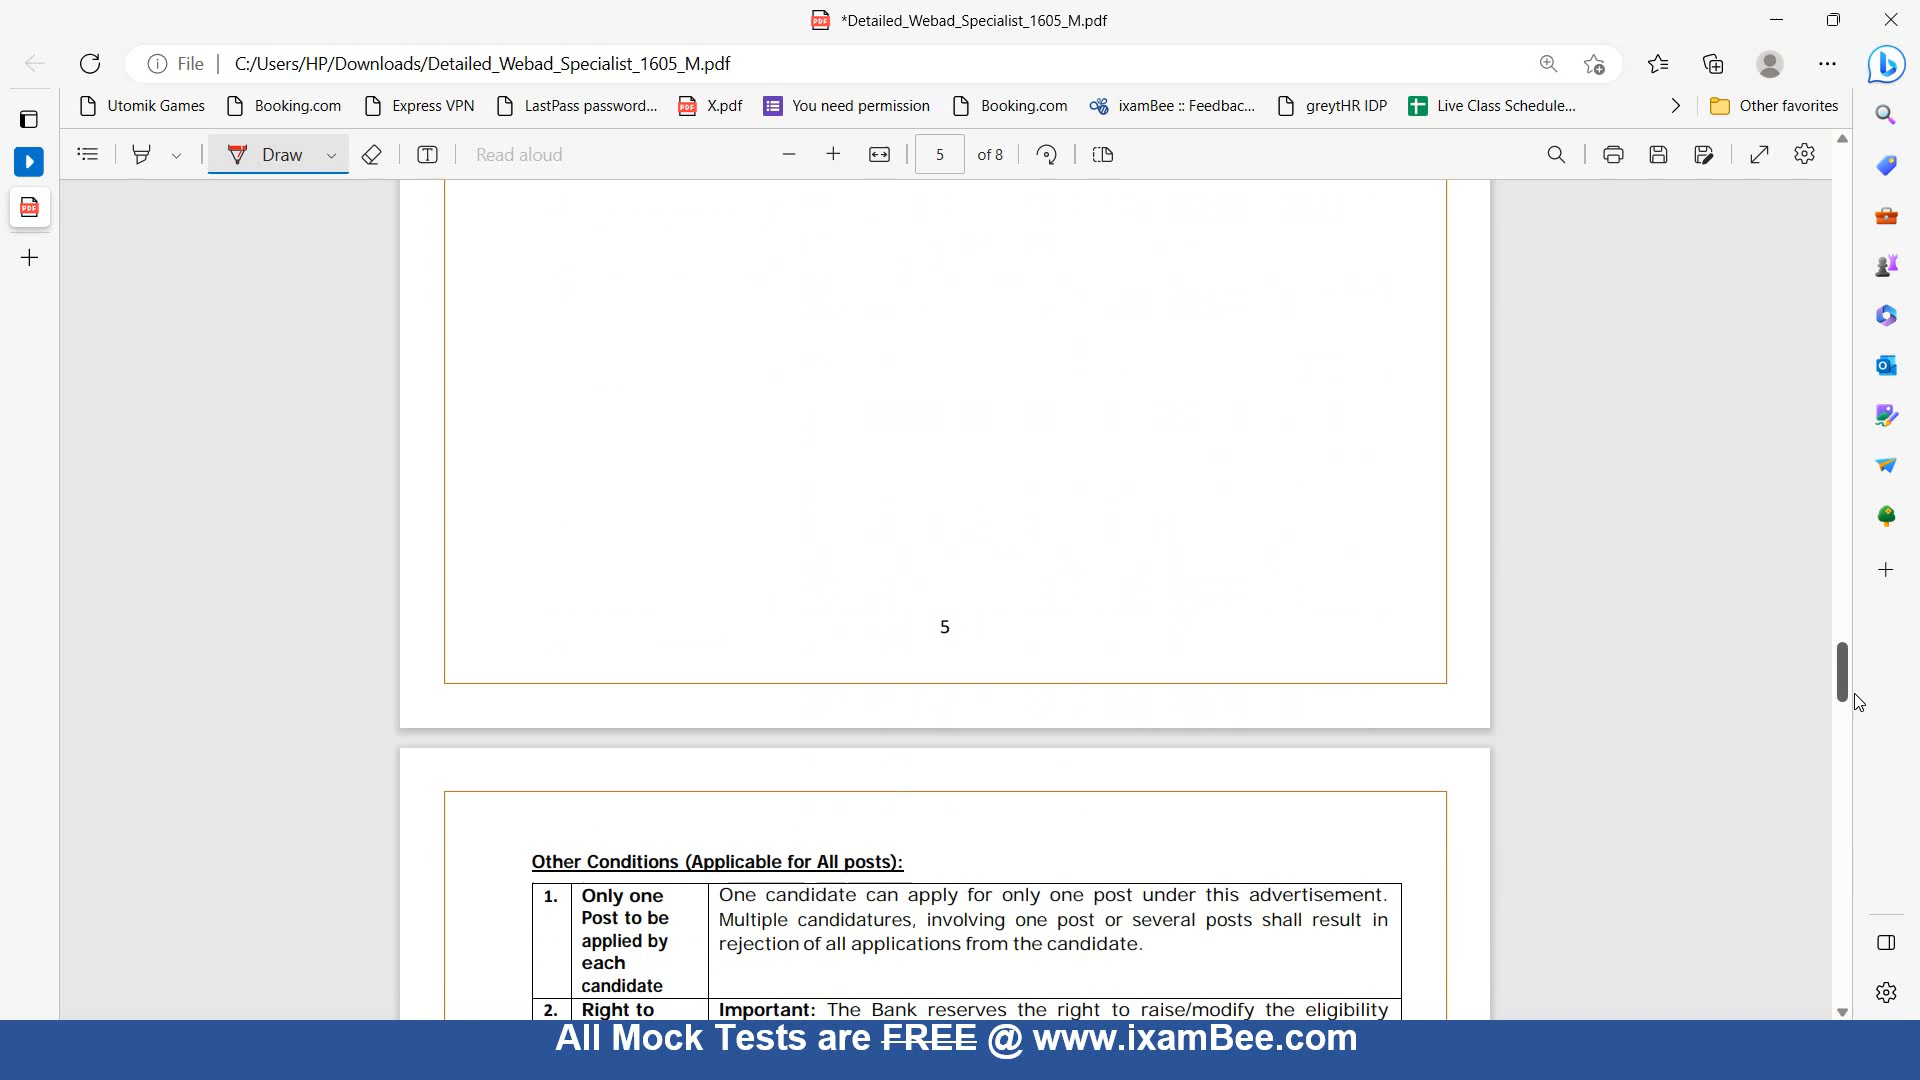 *Detailed_Webad_Specialist_1605_M.pdf
File C:/Users/HP/Downloads/Detailed_Webad_Specialist_1605_M.pdf
Utomik Games Booking.com Express VPN LastPass password... X.pdf You need permission Booking.com ixamBee :: Feedbac... greytHR IDP Live Class Schedule... Other favorites
Draw Read aloud 5 of 8
5
Other Conditions (Applicable for All posts):
1. Only one Post to be applied by each candidate
One candidate can apply for only one post under this advertisement.
Multiple candidatures, involving one post or several posts shall result in
rejection of all applications from the candidate.
2. Right to Important: The Bank reserves the right to raise/modify the eligibility
All Mock Tests are FREE @ www.ixamBee.com